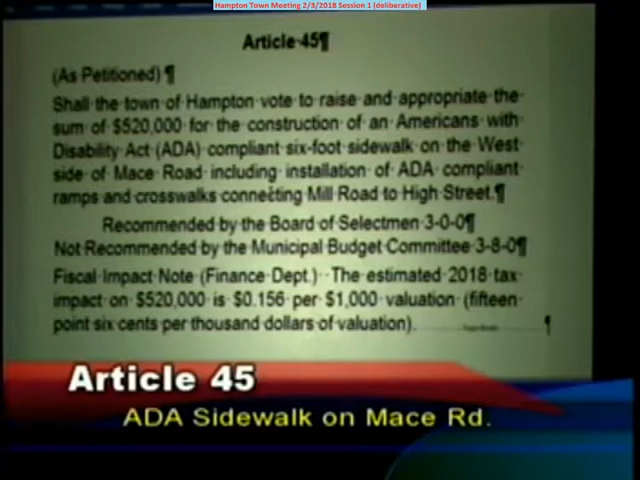 Hampton Town Meeting 2/3/2018 Session 1 (deliberative)
Article 45¶
(As Petitioned) ¶
Shall the town of Hampton vote to raise and appropriate the
sum of $520,000 for the construction of an Americans with
Disability Act (ADA) compliant six-foot sidewalk on the West
side of Mace Road including installation of ADA compliant
ramps and crosswalks connecting Mill Road to High Street.¶
Recommended by the Board of Selectmen 3-0-0¶
Not Recommended by the Municipal Budget Committee 3-8-0¶
Fiscal Impact Note (Finance Dept.) The estimated 2018 tax
impact on $520,000 is $0.156 per $1,000 valuation (fifteen
point six cents per thousand dollars of valuation). ¶
Article 45
ADA Sidewalk on Mace Rd.